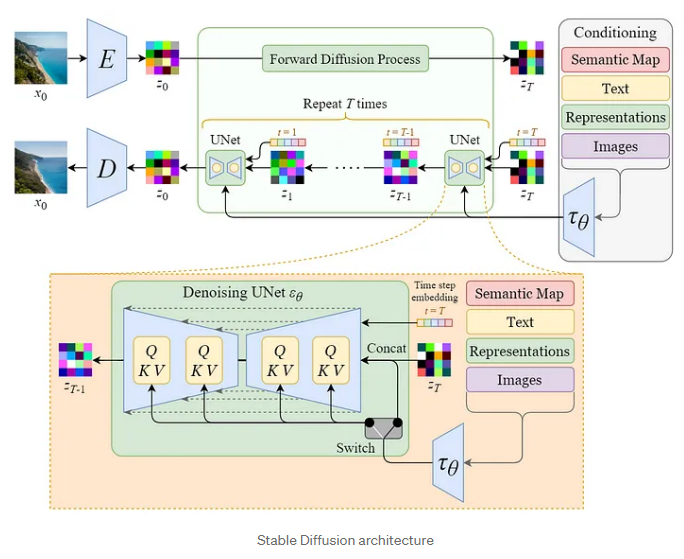 Conditioning
Semantic Map
Text
Representations
Images
E
Forward Diffusion Process
x0
z0
zT
Repeat T times
UNet
t = 1
t = T-1
UNet
t = T
D
x0
z0
z1
zT-1
zT
τθ
Denoising UNet εθ
Time step
embedding
t = T
Semantic Map
Text
Representations
Images
Q
K V
Q
K V
Q
K V
Q
K V
Concat
zT-1
zT
Switch
τθ
Stable Diffusion architecture